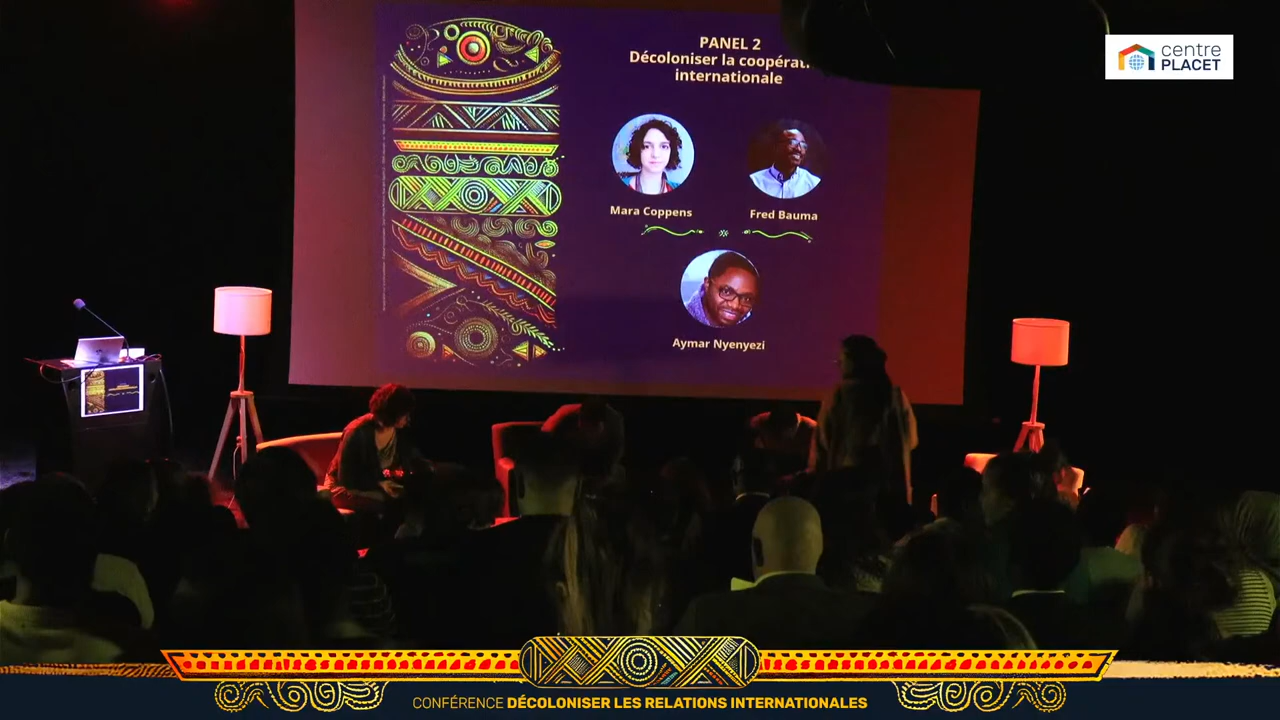 PANEL 2
Décoloniser la coopérati
internationale
centre
PLACET
Mara Coppens
Fred Bauma
Aymar Nyenyezi
CONFÉRENCE DÉCOLONISER LES RELATIONS INTERNATIONALES